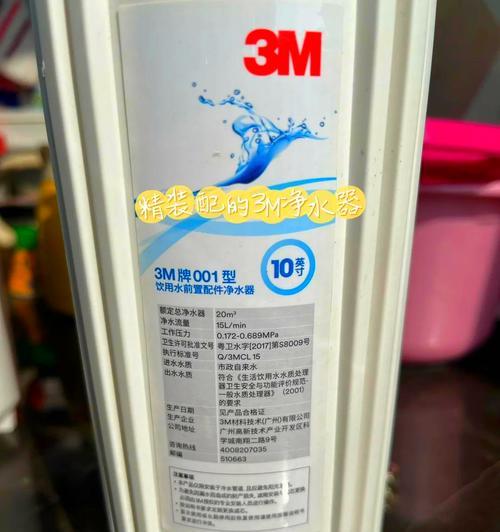 3M
精装配的3M净水器
3M 牌 001 型
饮用水前置配件净水器
10英寸
额定总净水器 20m³
净水流量 15L/min
工作压力 0.172-0.689MPa
卫生许可批准文号 粤卫水字[2017]第S8009号
执行标准号 Q/3MCL 15
进水水质 市政自来水
出水水质 符合《生活饮用水水质处理
器卫生安全与功能评价规范-
一般水质处理器》(2001)
的要求
生产日期 见产品合格证
生产企业 3M材料技术(广州)有限公司
公司地址 广州高新技术产业开发区科
学城南翔二路9号
咨询热线 4008207035
邮编 510663
注意事项